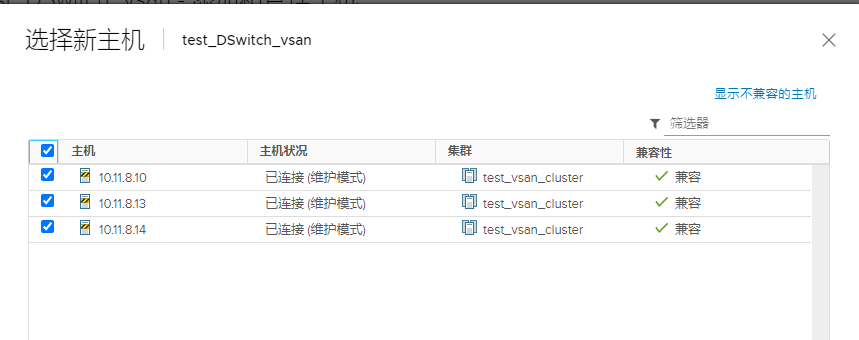 选择新主机 test_DSwitch_vsan
显示不兼容的主机
筛选器
主机 主机状况 集群 兼容性
10.11.8.10 已连接 (维护模式) test_vsan_cluster 兼容
10.11.8.13 已连接 (维护模式) test_vsan_cluster 兼容
10.11.8.14 已连接 (维护模式) test_vsan_cluster 兼容